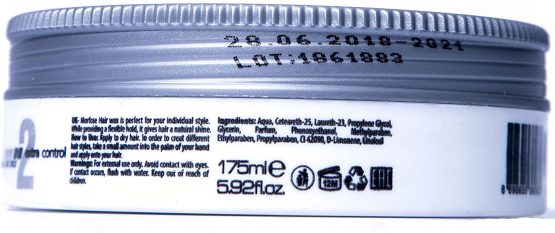 28.06.2018-2021
LOT:1861883
UK- Morfose Hair wax is perfect for your individual style.
While providing a flexible hold, it gives hair a natural shine.
How to Use: Apply to dry hair. In order to create different
hair styles, take a small amount into the palm of your hand
and apply onto your hair.
Warnings: For external use only. Avoid contact with eyes.
If contact occurs, flush with water. Keep out of reach of
children.
2
extra control
Ingredients: Aqua, Ceteareth-25, Laureth-23, Propylene Glycol,
Glycerin, Parfum, Phenoxyethanol, Methylparaben,
Ethylparaben, Propylparaben, CI 42090, D-Limonene, Linalool
175ml e
5.92fl.oz.
12M